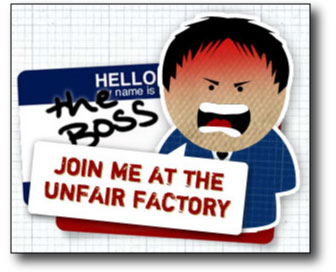 HELLO
my name is
the
BOSS
JOIN ME AT THE
UNFAIR FACTORY